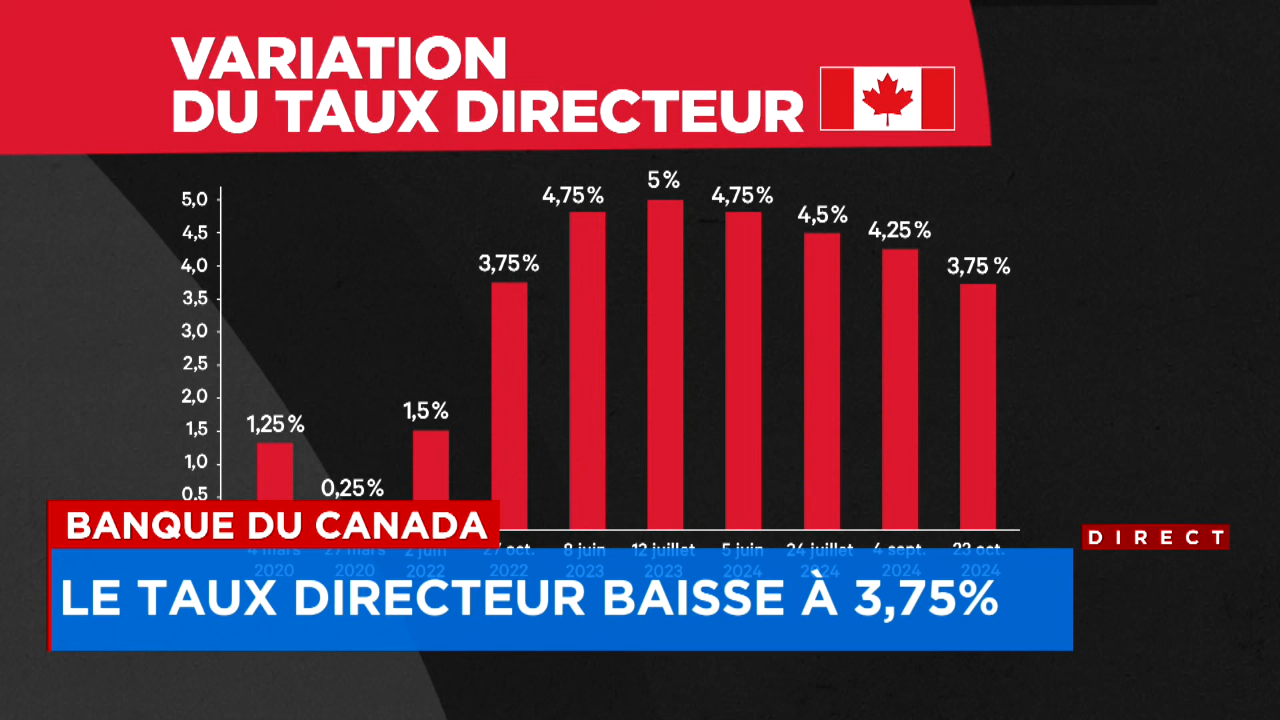 VARIATION
DU TAUX DIRECTEUR
5,0
4,5
4,0
3,5
3,0
2,5
2,0
1,5
1,0
0,5
1,25%
0,25%
1,5%
3,75%
4,75%
5%
4,75%
4,5%
4,25%
3,75%
4 mars 2020
27 mars 2020
2 juin 2022
27 oct. 2022
8 juin 2023
12 juillet 2023
5 juin 2024
24 juillet 2024
4 sept. 2024
23 oct. 2024
BANQUE DU CANADA
LE TAUX DIRECTEUR BAISSE À 3,75%
DIRECT